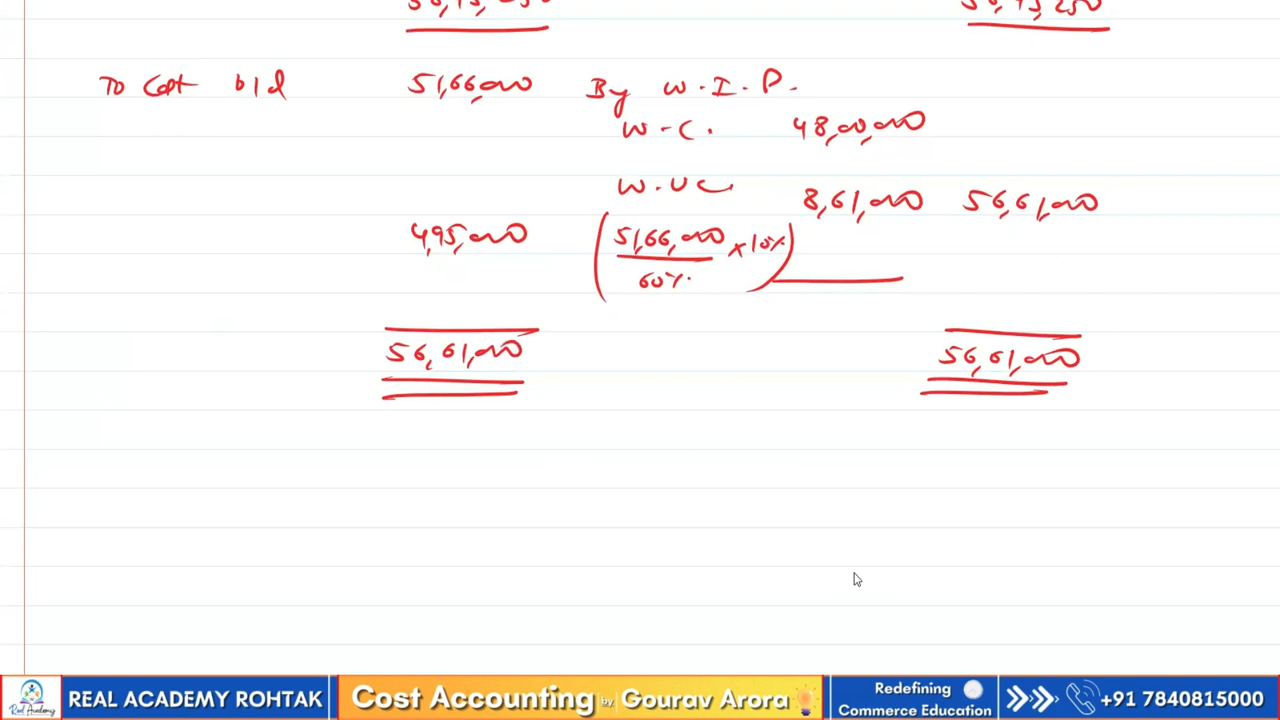 To Cost b/d 51,66,000 By W.I.P.
W-C. 48,00,000
W.UC 8,61,000 56,61,000
4,95,000 (51,66,000 / 60% × 10%)
56,61,000 56,61,000
Real Academy REAL ACADEMY ROHTAK Cost Accounting by Gourav Arora Redefining Commerce Education +91 7840815000